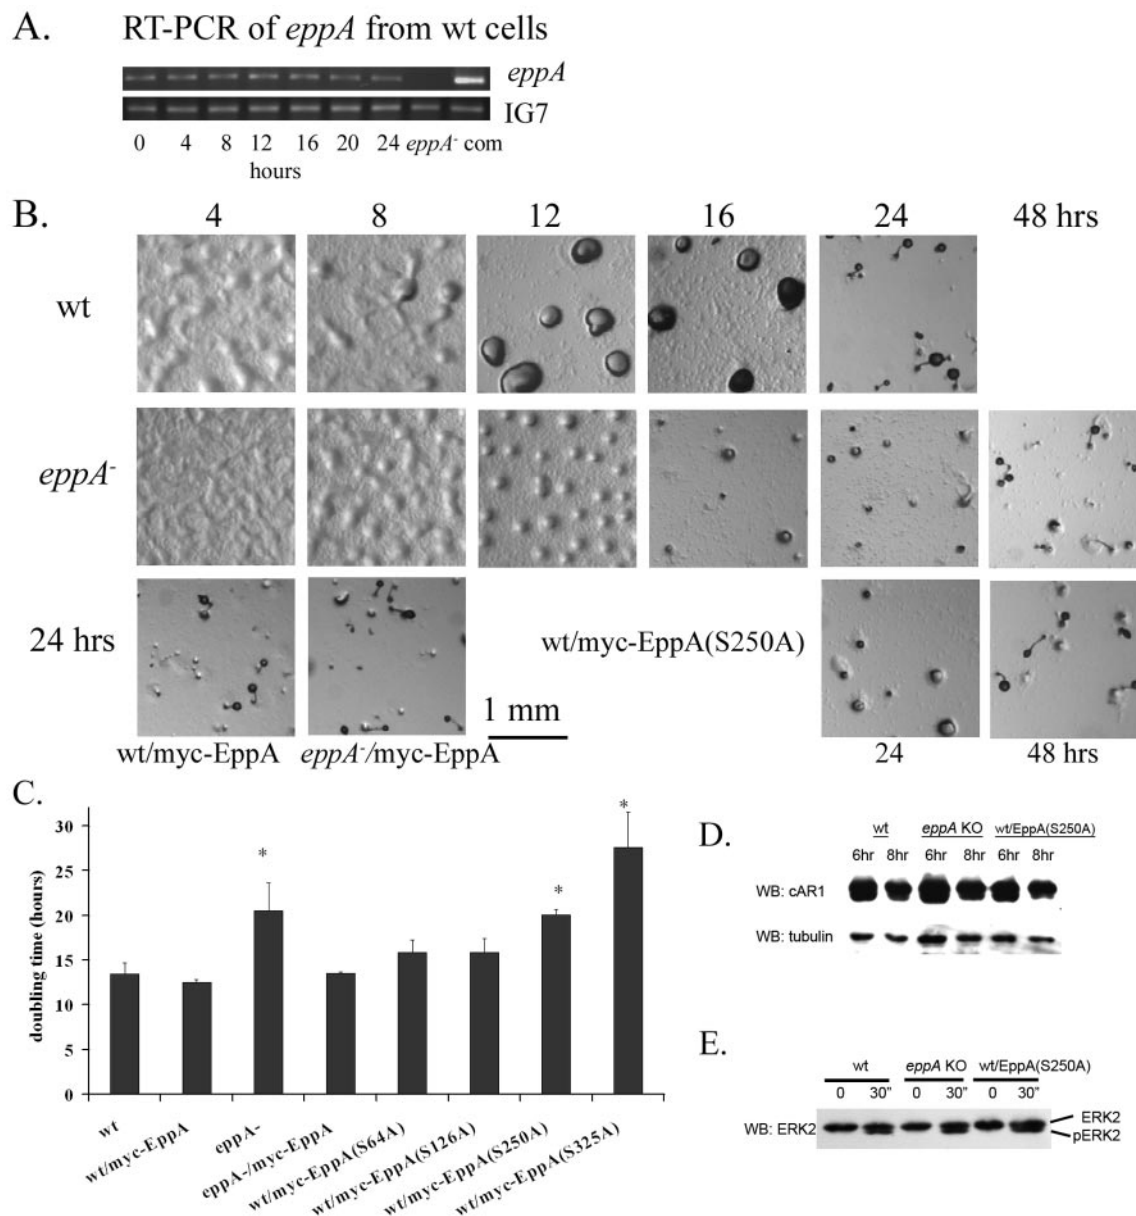 A. RT-PCR of eppA from wt cells
eppA
IG7
0 4 8 12 16 20 24 eppA- com
hours
B. 4 8 12 16 24 48 hrs
wt
eppA-
24 hrs
wt/myc-EppA(S250A)
1 mm
wt/myc-EppA eppA-/myc-EppA 24 48 hrs
C.
doubling time (hours)
30
25
20
15
10
5
0
* * *
wt
wt/myc-EppA
eppA-
eppA-/myc-EppA
wt/myc-EppA(S64A)
wt/myc-EppA(S126A)
wt/myc-EppA(S250A)
wt/myc-EppA(S325A)
D.
wt eppA KO wt/EppA(S250A)
6hr 8hr 6hr 8hr 6hr 8hr
WB: cAR1
WB: tubulin
E.
wt eppA KO wt/EppA(S250A)
0 30" 0 30" 0 30"
WB: ERK2
ERK2
pERK2